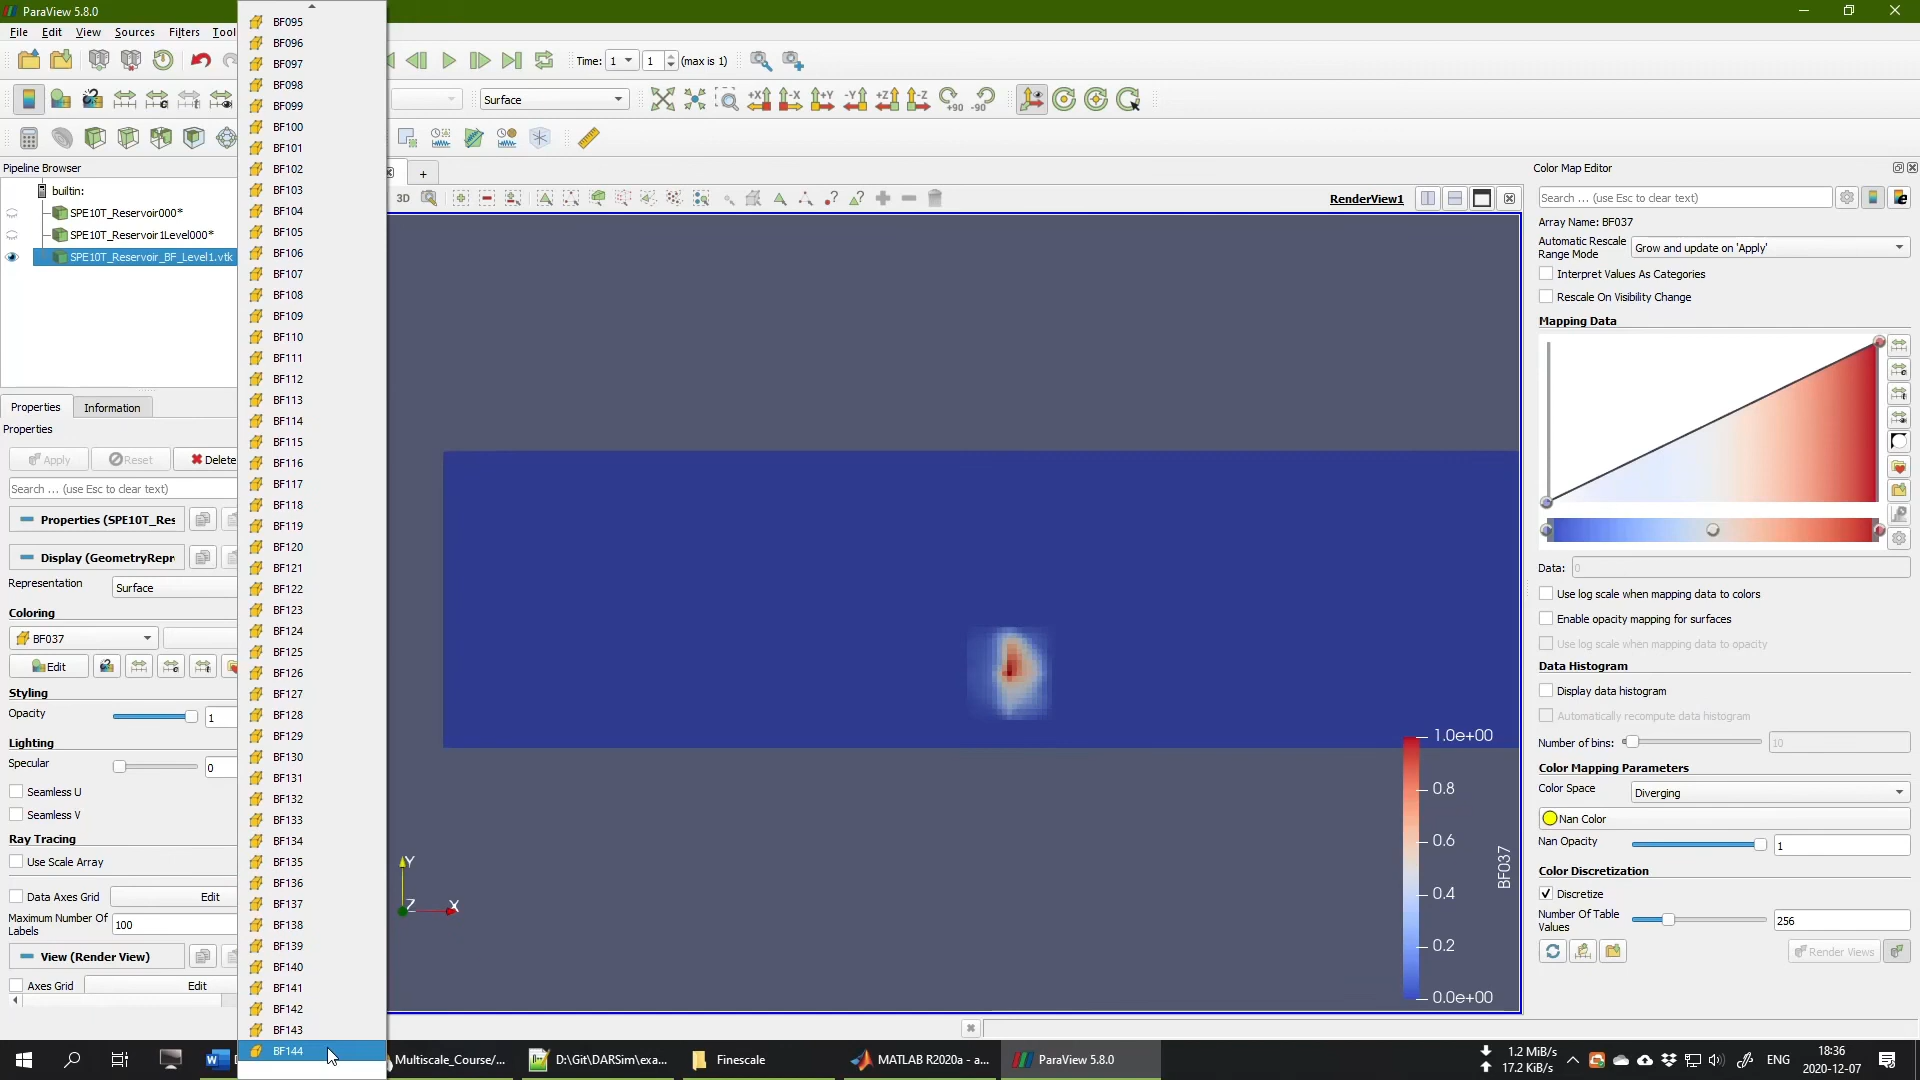 ParaView 5.8.0
File Edit View Sources Filters Tool
Time: 1 1 (max is 1)
Surface
+X -X +Y -Y +Z -Z +90 -90
Pipeline Browser
builtin:
SPE10T_Reservoir000*
SPE10T_Reservoir1Level000*
SPE10T_Reservoir_BF_Level1.vtk
Properties Information
Properties
Apply Reset Delete
Search ... (use Esc to clear text)
Properties (SPE10T_Res
Display (GeometryRepr
Representation Surface
Coloring
BF037
Edit
Styling
Opacity 1
Lighting
Specular 0
Seamless U
Seamless V
Ray Tracing
Use Scale Array
Data Axes Grid Edit
Maximum Number Of
Labels 100
View (Render View)
Axes Grid Edit
BF095
BF096
BF097
BF098
BF099
BF100
BF101
BF102
BF103
BF104
BF105
BF106
BF107
BF108
BF109
BF110
BF111
BF112
BF113
BF114
BF115
BF116
BF117
BF118
BF119
BF120
BF121
BF122
BF123
BF124
BF125
BF126
BF127
BF128
BF129
BF130
BF131
BF132
BF133
BF134
BF135
BF136
BF137
BF138
BF139
BF140
BF141
BF142
BF143
BF144
3D
RenderView1
Y
Z X
1.0e+00
0.8
0.6
0.4
0.2
0.0e+00
BF037
Color Map Editor
Search ... (use Esc to clear text)
Array Name: BF037
Automatic Rescale
Range Mode Grow and update on 'Apply'
Interpret Values As Categories
Rescale On Visibility Change
Mapping Data
Data: 0
Use log scale when mapping data to colors
Enable opacity mapping for surfaces
Use log scale when mapping data to opacity
Data Histogram
Display data histogram
Automatically recompute data histogram
Number of bins: 10
Color Mapping Parameters
Color Space Diverging
Nan Color
Nan Opacity 1
Color Discretization
Discretize
Number Of Table
Values 256
Render Views
Multiscale_Course/... D:\Git\DARSim\exa... Finescale MATLAB R2020a - a... ParaView 5.8.0
1.2 MiB/s
17.2 KiB/s
ENG
18:36
2020-12-07